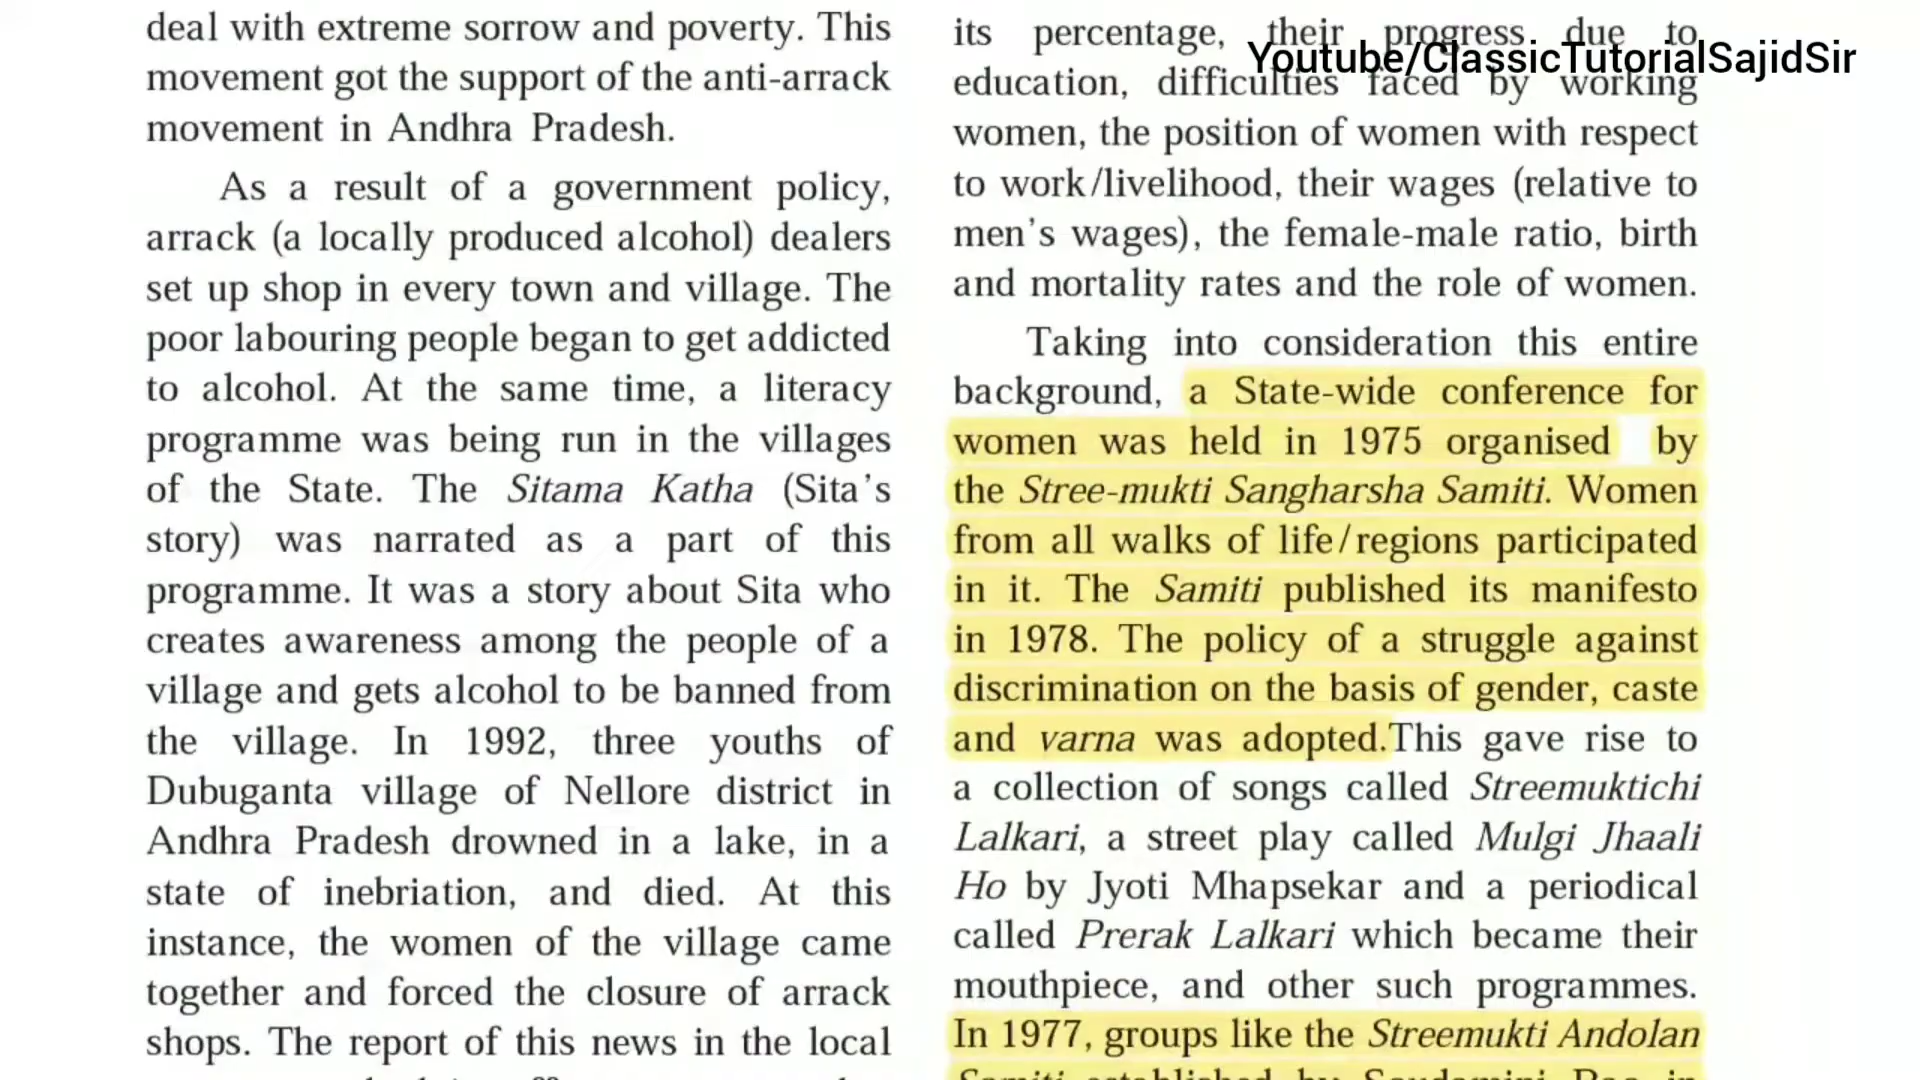 deal with extreme sorrow and poverty. This
movement got the support of the anti-arrack
movement in Andhra Pradesh.
As a result of a government policy,
arrack (a locally produced alcohol) dealers
set up shop in every town and village. The
poor labouring people began to get addicted
to alcohol. At the same time, a literacy
programme was being run in the villages
of the State. The Sitama Katha (Sita's
story) was narrated as a part of this
programme. It was a story about Sita who
creates awareness among the people of a
village and gets alcohol to be banned from
the village. In 1992, three youths of
Dubuganta village of Nellore district in
Andhra Pradesh drowned in a lake, in a
state of inebriation, and died. At this
instance, the women of the village came
together and forced the closure of arrack
shops. The report of this news in the local
its percentage, their progress due to
Youtube/ClassicTutorialSajidSir
education, difficulties faced by working
women, the position of women with respect
to work/livelihood, their wages (relative to
men's wages), the female-male ratio, birth
and mortality rates and the role of women.
Taking into consideration this entire
background, a State-wide conference for
women was held in 1975 organised by
the Stree-mukti Sangharsha Samiti. Women
from all walks of life/regions participated
in it. The Samiti published its manifesto
in 1978. The policy of a struggle against
discrimination on the basis of gender, caste
and varna was adopted.This gave rise to
a collection of songs called Streemuktichi
Lalkari, a street play called Mulgi Jhaali
Ho by Jyoti Mhapsekar and a periodical
called Prerak Lalkari which became their
mouthpiece, and other such programmes.
In 1977, groups like the Streemukti Andolan
Samiti established by Soudamini Rao in